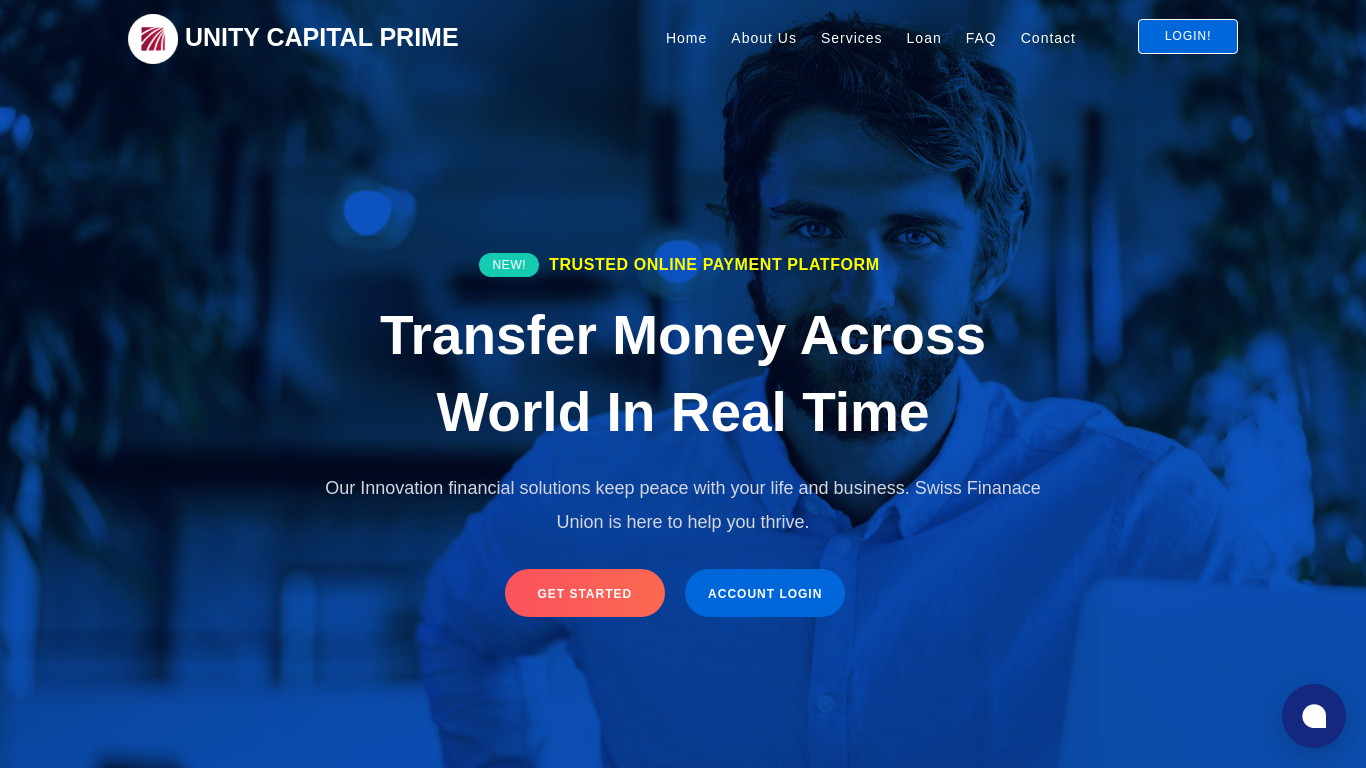 UNITY CAPITAL PRIME
Home About Us Services Loan FAQ Contact
LOGIN!
NEW! TRUSTED ONLINE PAYMENT PLATFORM
Transfer Money Across
World In Real Time
Our Innovation financial solutions keep peace with your life and business. Swiss Finanace
Union is here to help you thrive.
GET STARTED
ACCOUNT LOGIN